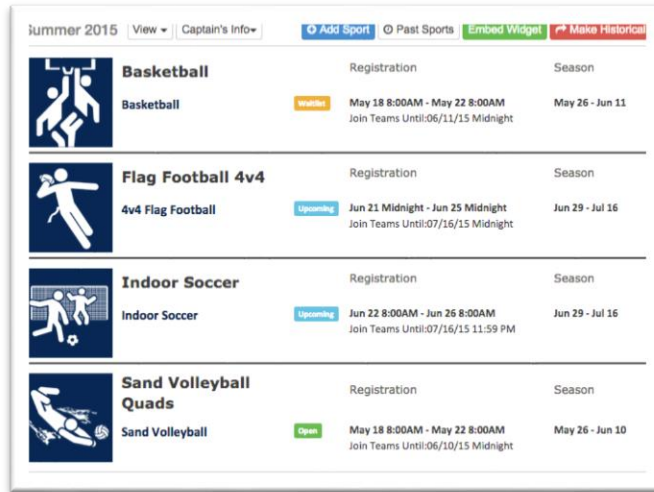 Summer 2015 View Captain's Info Add Sport Past Sports Embed Widget Make Historical
Basketball Registration Season
Basketball Waitlist May 18 8:00AM - May 22 8:00AM May 26 - Jun 11
Join Teams Until:06/11/15 Midnight
Flag Football 4v4 Registration Season
4v4 Flag Football Upcoming Jun 21 Midnight - Jun 25 Midnight Jun 29 - Jul 16
Join Teams Until:07/16/15 Midnight
Indoor Soccer Registration Season
Indoor Soccer Upcoming Jun 22 8:00AM - Jun 26 8:00AM Jun 29 - Jul 16
Join Teams Until:07/16/15 11:59 PM
Sand Volleyball
Quads Registration Season
Sand Volleyball Open May 18 8:00AM - May 22 8:00AM May 26 - Jun 10
Join Teams Until:06/10/15 Midnight